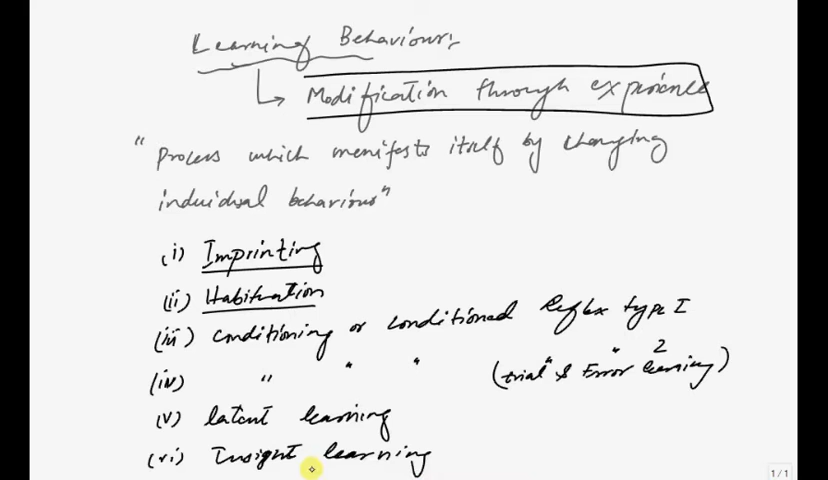 Learning Behaviour:
Modification through experience
"Process which menifests itself by changing
individual behaviour"
(i) Imprinting
(ii) Habituation
(iii) Conditioning or conditioned Reflex type I
(iv) " " " " 2
(trial & Error learning)
(v) latent learning
(vi) Insight learning
1 / 1